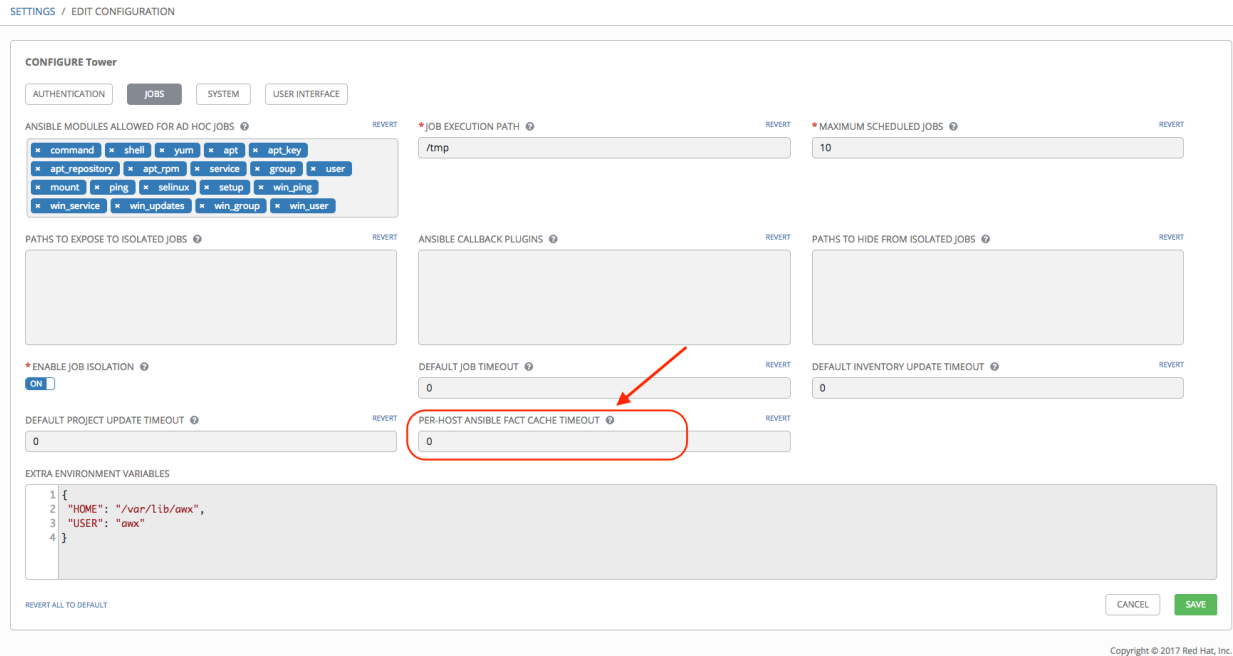 SETTINGS / EDIT CONFIGURATION
CONFIGURE Tower
AUTHENTICATION JOBS SYSTEM USER INTERFACE
ANSIBLE MODULES ALLOWED FOR AD HOC JOBS ? REVERT
× command × shell × yum × apt × apt_key
× apt_repository × apt_rpm × service × group × user
× mount × ping × selinux × setup × win_ping
× win_service × win_updates × win_group × win_user
* JOB EXECUTION PATH ? REVERT
/tmp
* MAXIMUM SCHEDULED JOBS ? REVERT
10
PATHS TO EXPOSE TO ISOLATED JOBS ? REVERT
ANSIBLE CALLBACK PLUGINS ? REVERT
PATHS TO HIDE FROM ISOLATED JOBS ? REVERT
* ENABLE JOB ISOLATION ?
ON
DEFAULT JOB TIMEOUT ? REVERT
0
DEFAULT INVENTORY UPDATE TIMEOUT ? REVERT
0
DEFAULT PROJECT UPDATE TIMEOUT ? REVERT
0
PER-HOST ANSIBLE FACT CACHE TIMEOUT ? REVERT
0
EXTRA ENVIRONMENT VARIABLES
1 {
2 "HOME": "/var/lib/awx",
3 "USER": "awx"
4 }
REVERT ALL TO DEFAULT
CANCEL SAVE
Copyright © 2017 Red Hat, Inc.